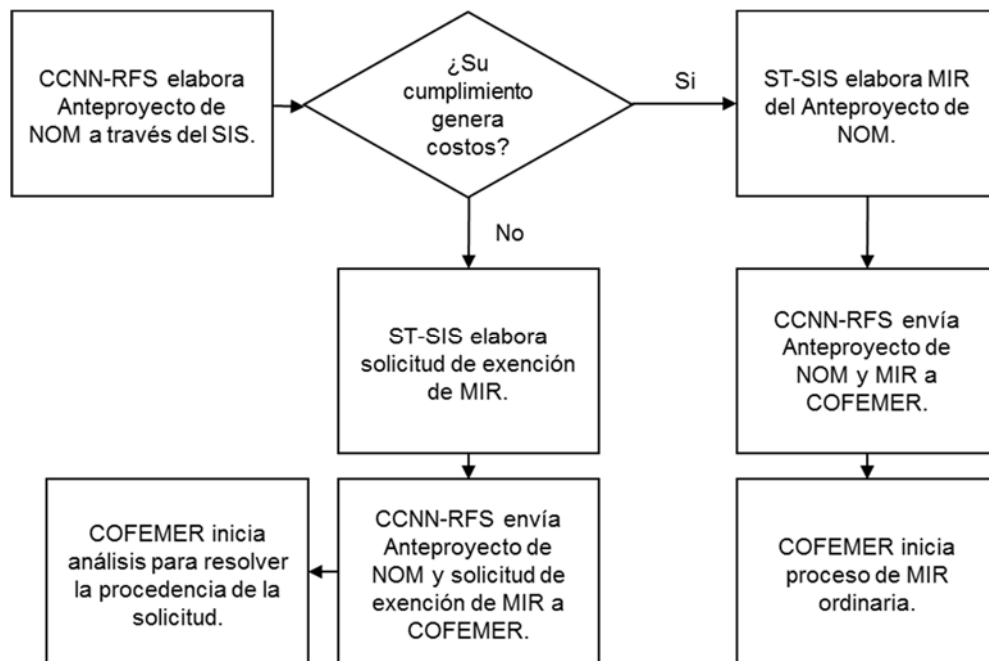 CCNN-RFS elabora
Anteproyecto de
NOM a través del SIS.
¿Su
cumplimiento
genera
costos?
Si
ST-SIS elabora MIR
del Anteproyecto de
NOM.
No
ST-SIS elabora
solicitud de exención
de MIR.
CCNN-RFS envía
Anteproyecto de
NOM y MIR a
COFEMER.
COFEMER inicia
análisis para resolver
la procedencia de la
solicitud.
CCNN-RFS envía
Anteproyecto de
NOM y solicitud de
exención de MIR a
COFEMER.
COFEMER inicia
proceso de MIR
ordinaria.